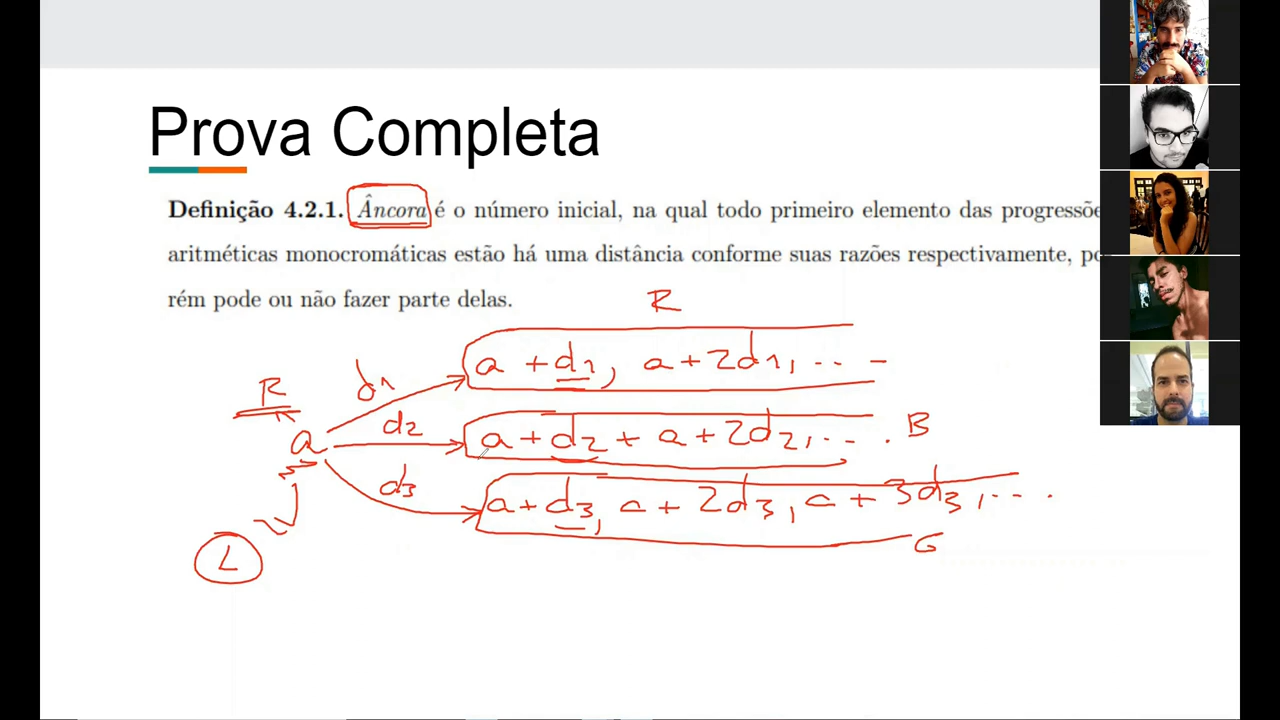 Prova Completa
Definição 4.2.1. Âncora é o número inicial, na qual todo primeiro elemento das progressõe
aritméticas monocromáticas estão há uma distância conforme suas razões respectivamente, po
rém pode ou não fazer parte delas.
R
a + d1, a + 2d1, ...
d1
R
d2
a
a + d2 + a + 2d2, ...
B
d3
a + d3, a + 2d3, a + 3d3, ...
G
L